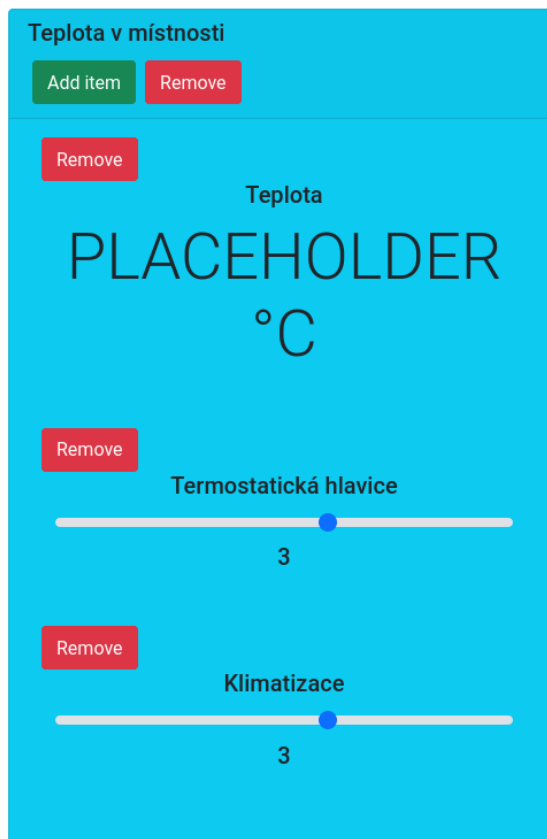 Teplota v místnosti
Add item Remove
Remove
Teplota
PLACEHOLDER
°C
Remove
Termostatická hlavice
3
Remove
Klimatizace
3